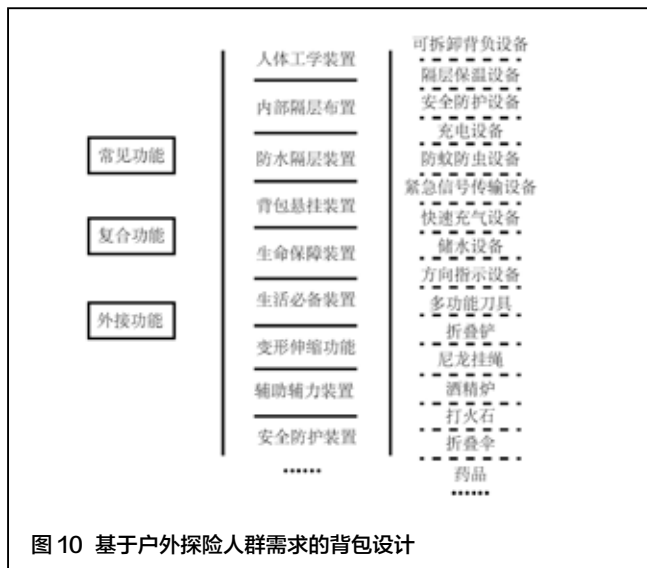 常见功能
复合功能
外接功能
人体工学装置
内部隔层布置
防水隔层装置
背包悬挂装置
生命保障装置
生活必备装置
变形伸缩功能
辅助辅力装置
安全防护装置
······
可拆卸背负设备
隔层保温设备
安全防护设备
充电设备
防蚊防虫设备
紧急信号传输设备
快速充气设备
储水设备
方向指示设备
多功能刀具
折叠铲
尼龙挂绳
酒精炉
打火石
折叠伞
药品
······
图 10 基于户外探险人群需求的背包设计